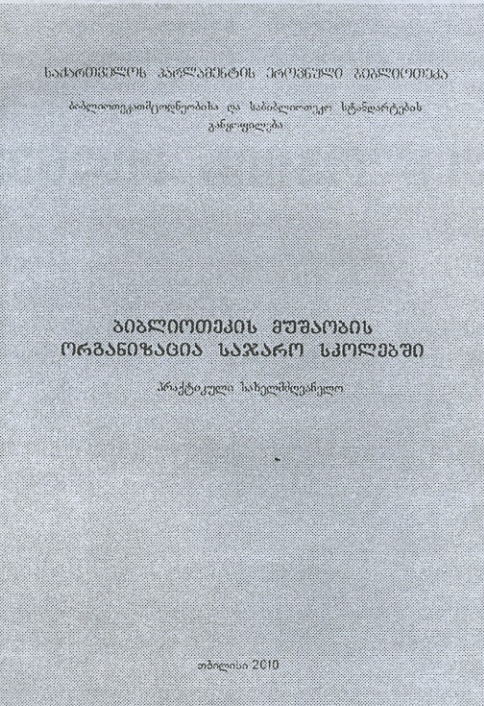 საქართველოს პარლამენტის ეროვნული ბიბლიოთეკა
ბიბლიოთეკათმცოდნეობისა და საბიბლიოთეკო სტანდარტების
განყოფილება
ბიბლიოთეკის მუშაობის
ორგანიზაცია საჯარო სკოლებში
პრაქტიკული სახელმძღვანელო
თბილისი 2010